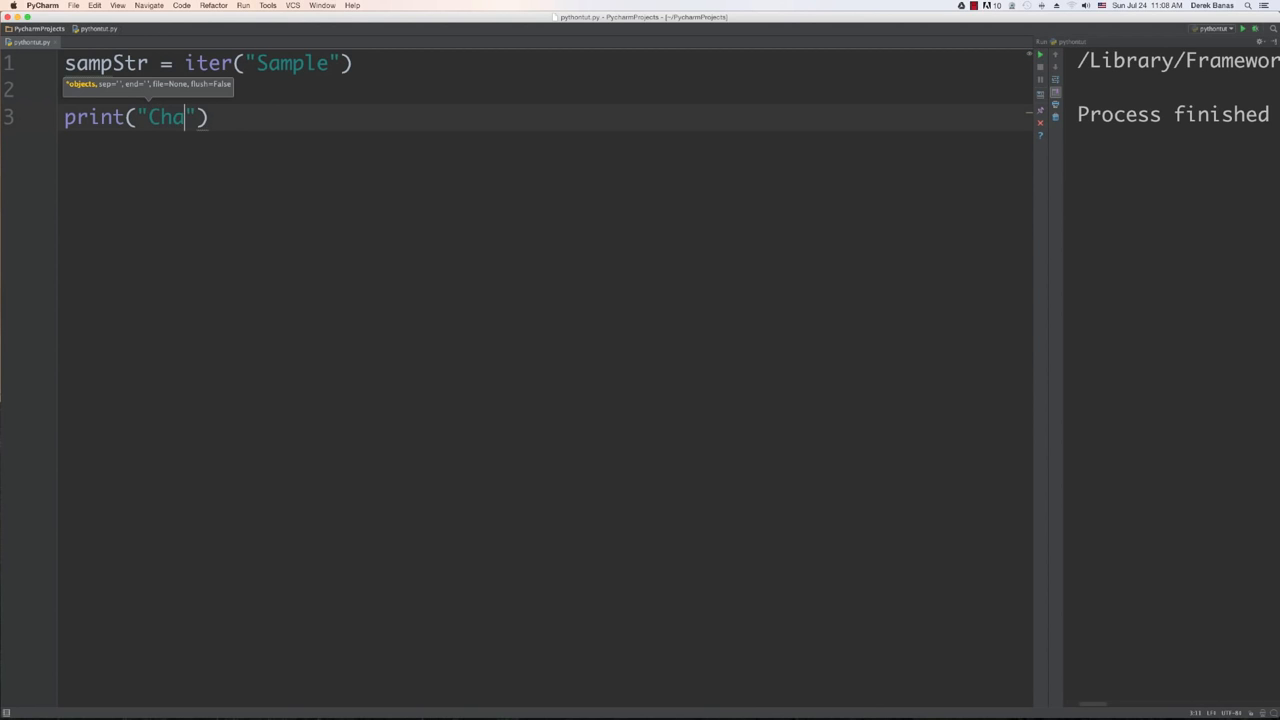 PyCharm File Edit View Navigate Code Refactor Run Tools VCS Window Help 10 Sun Jul 24 11:08 AM Derek Banas
pythontut.py - PycharmProjects - [~/PycharmProjects]
PycharmProjects pythontut.py pythontut
pythontut.py Run pythontut
1 sampStr = iter("Sample")
/Library/Framewor
*objects, sep=' ', end=' ', file=None, flush=False
2
3 print("Cha")
Process finished
3:11 LF≑ UTF-8≑